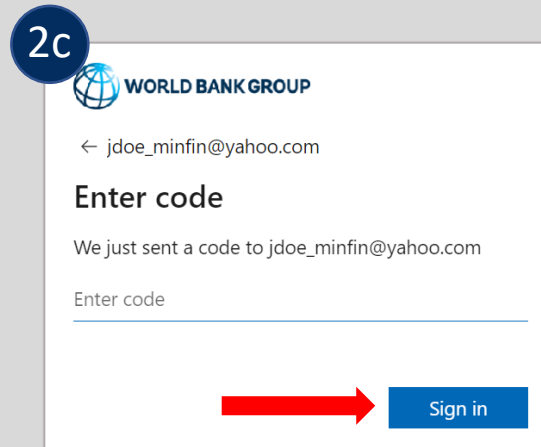 2c
WORLD BANK GROUP
← jdoe_minfin@yahoo.com
Enter code
We just sent a code to jdoe_minfin@yahoo.com
Enter code
Sign in